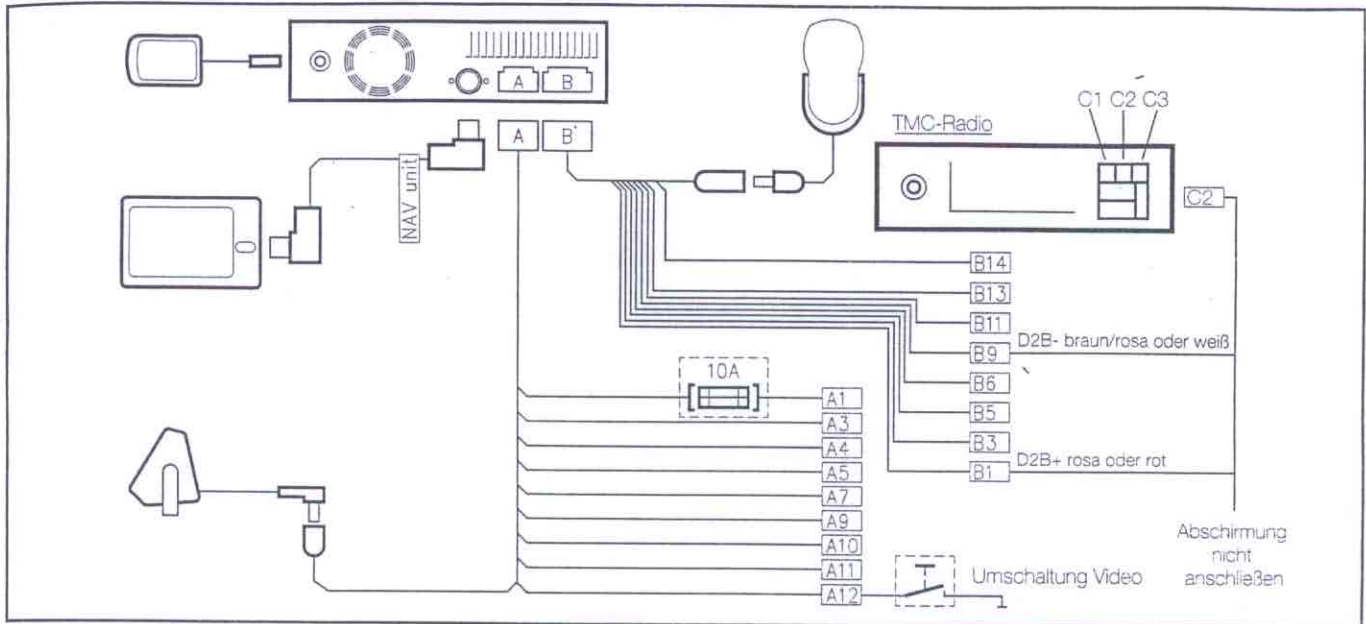 A B
C1 C2 C3
TMC-Radio
A B
NAV unit
C2
B14
B13
B11
B9 D2B- braun/rosa oder weiß
10A
B6
A1
B5
A3
B3
A4
B1 D2B+ rosa oder rot
A5
A7
A9
A10
A11
A12
Umschaltung Video
Abschirmung
nicht
anschließen